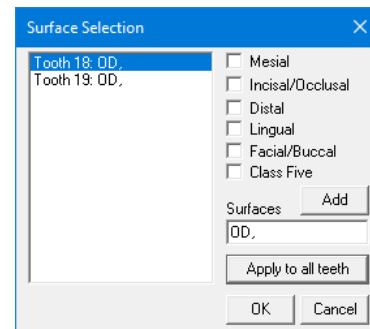 Surface Selection
Tooth 18: OD,
Tooth 19: OD,
Mesial
Incisal/Occlusal
Distal
Lingual
Facial/Buccal
Class Five
Surfaces
Add
OD,
Apply to all teeth
OK
Cancel